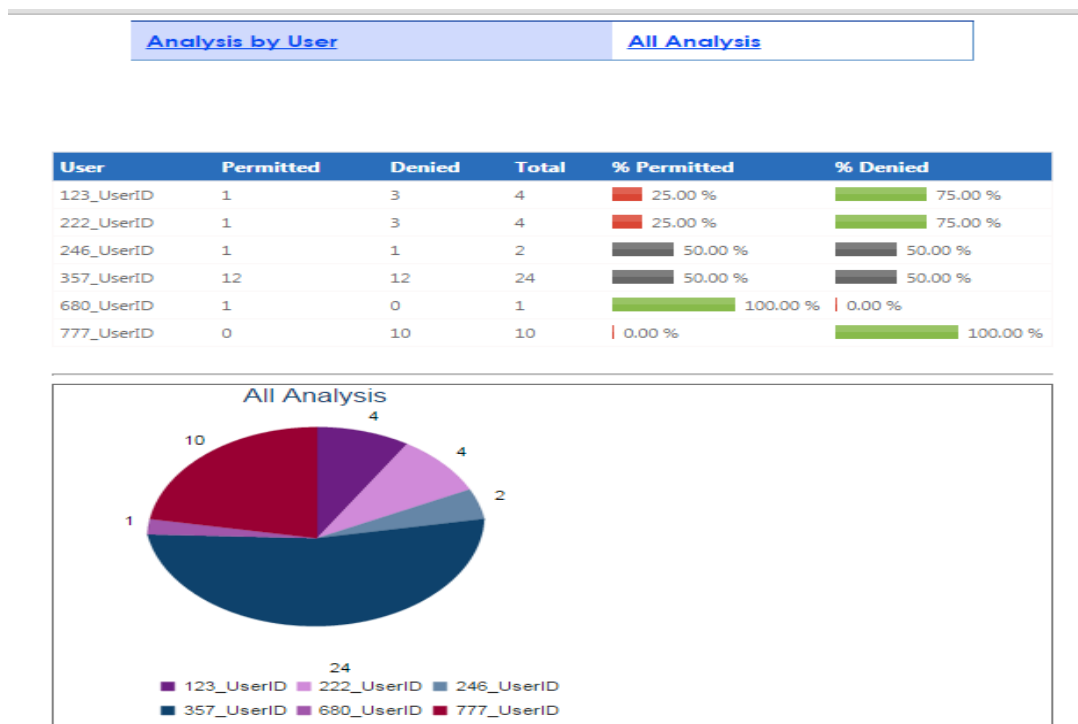 Analysis by User All Analysis
User Permitted Denied Total % Permitted % Denied
123_UserID 1 3 4 25.00 % 75.00 %
222_UserID 1 3 4 25.00 % 75.00 %
246_UserID 1 1 2 50.00 % 50.00 %
357_UserID 12 12 24 50.00 % 50.00 %
680_UserID 1 0 1 100.00 % 0.00 %
777_UserID 0 10 10 0.00 % 100.00 %
All Analysis
4
10
4
2
1
24
123_UserID 222_UserID 246_UserID
357_UserID 680_UserID 777_UserID